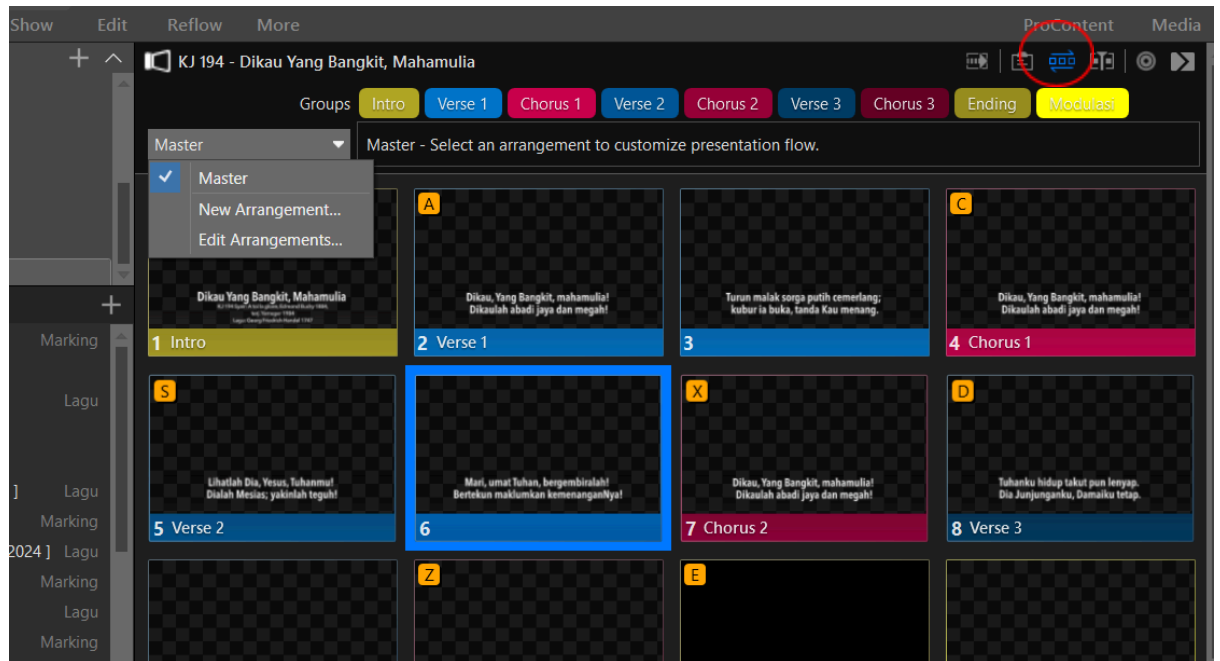 Show Edit Reflow More ProContent Media
KJ 194 - Dikau Yang Bangkit, Mahamulia
Groups Intro Verse 1 Chorus 1 Verse 2 Chorus 2 Verse 3 Chorus 3 Ending Modulasi
Master Master - Select an arrangement to customize presentation flow.
Master
New Arrangement...
Edit Arrangements...
A
C
Dikau Yang Bangkit, Mahamulia
Dikau, Yang Bangkit, mahamulia!
Dikaulah abadi jaya dan megah!
Turun malak sorga putih cemerlang;
kubur ia buka, tanda Kau menang.
Dikau, Yang Bangkit, mahamulia!
Dikaulah abadi jaya dan megah!
1 Intro
2 Verse 1
3
4 Chorus 1
S
X
D
Lihatlah Dia, Yesus, Tuhanmu!
Dialah Mesias; yakinlah teguh!
Mari, umat Tuhan, bergembiralah!
Bertekun maklumkan kemenanganNya!
Dikau, Yang Bangkit, mahamulia!
Dikaulah abadi jaya dan megah!
Tuhanku hidup takut pun lenyap.
Dia Junjunganku, Damaiku tetap.
5 Verse 2
6
7 Chorus 2
8 Verse 3
Z
E
Marking
Lagu
] Lagu
Marking
2024 ] Lagu
Marking
Lagu
Marking